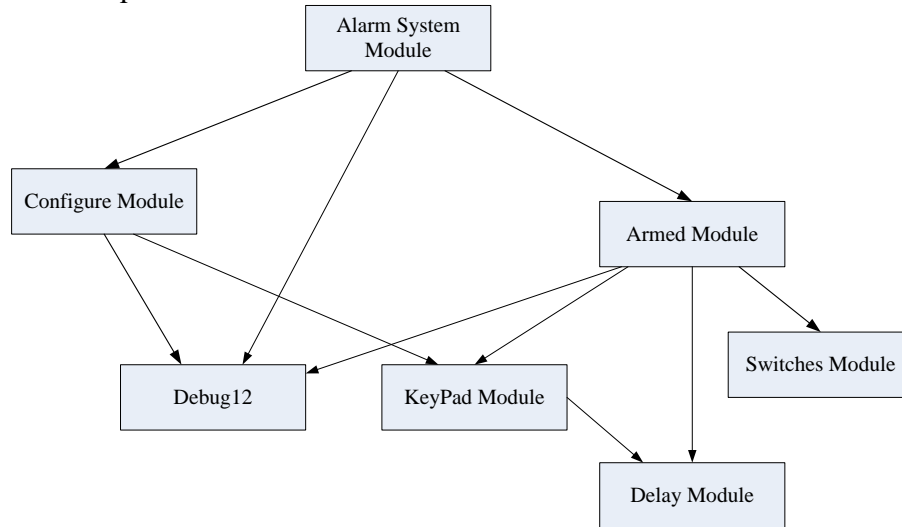 Alarm System
Module
Configure Module
Armed Module
Switches Module
Debug12
KeyPad Module
Delay Module